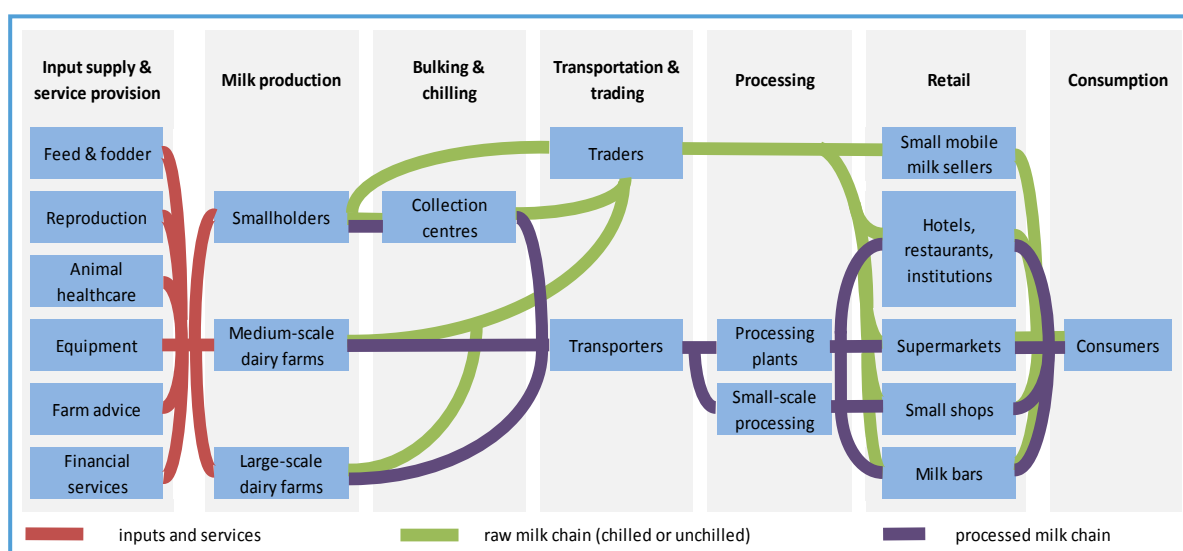 Input supply &
service provision
Milk production
Bulking &
chilling
Transportation &
trading
Processing
Retail
Consumption
Feed & fodder
Reproduction
Animal
healthcare
Equipment
Farm advice
Financial
services
Smallholders
Medium-scale
dairy farms
Large-scale
dairy farms
Collection
centres
Traders
Transporters
Processing
plants
Small-scale
processing
Small mobile
milk sellers
Hotels,
restaurants,
institutions
Supermarkets
Small shops
Milk bars
Consumers
inputs and services
raw milk chain (chilled or unchilled)
processed milk chain